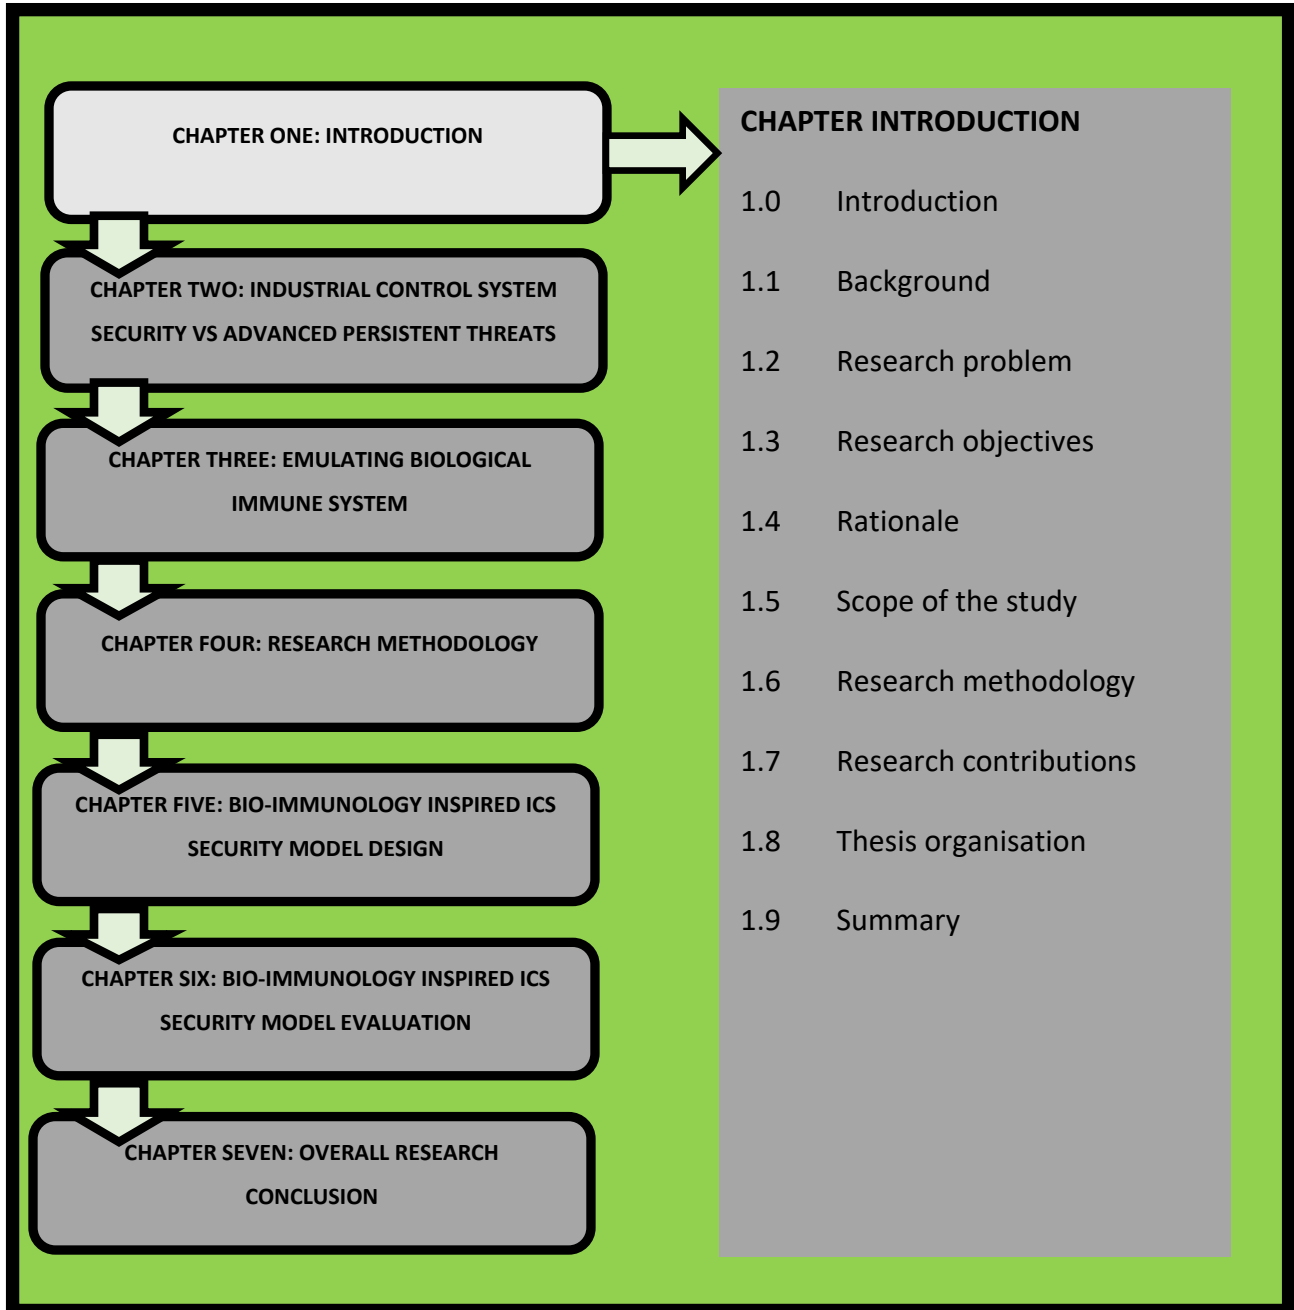 CHAPTER ONE: INTRODUCTION
CHAPTER TWO: INDUSTRIAL CONTROL SYSTEM
SECURITY VS ADVANCED PERSISTENT THREATS
CHAPTER THREE: EMULATING BIOLOGICAL
IMMUNE SYSTEM
CHAPTER FOUR: RESEARCH METHODOLOGY
CHAPTER FIVE: BIO-IMMUNOLOGY INSPIRED ICS
SECURITY MODEL DESIGN
CHAPTER SIX: BIO-IMMUNOLOGY INSPIRED ICS
SECURITY MODEL EVALUATION
CHAPTER SEVEN: OVERALL RESEARCH
CONCLUSION
CHAPTER INTRODUCTION
1.0 Introduction
1.1 Background
1.2 Research problem
1.3 Research objectives
1.4 Rationale
1.5 Scope of the study
1.6 Research methodology
1.7 Research contributions
1.8 Thesis organisation
1.9 Summary